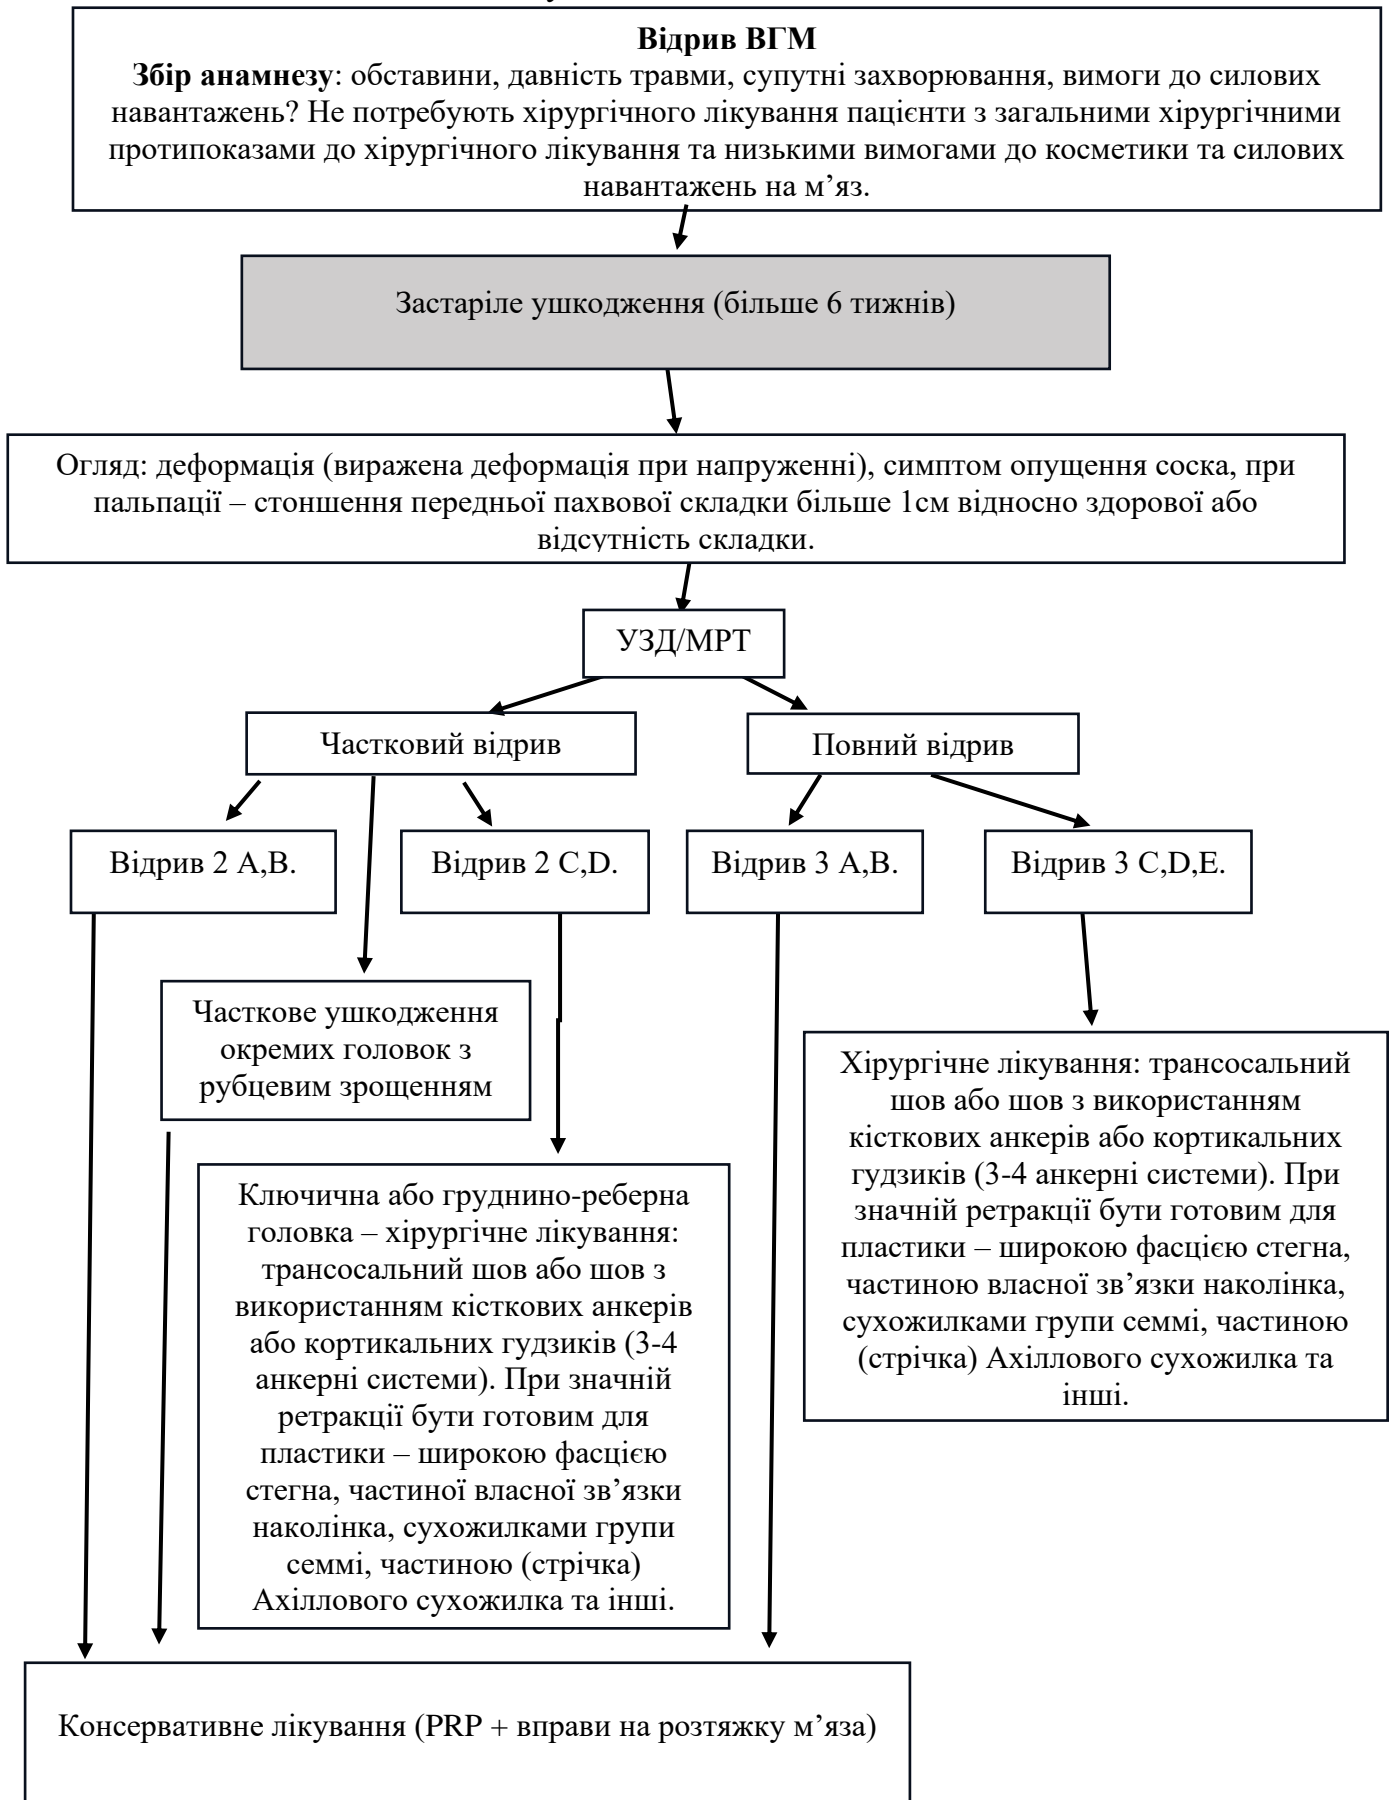 Відрив ВГМ
Збір анамнезу: обставини, давність травми, супутні захворювання, вимоги до силових
навантажень? Не потребують хірургічного лікування пацієнти з загальними хірургічними
протипоказами до хірургічного лікування та низькими вимогами до косметики та силових
навантажень на м’яз.
Застаріле ушкодження (більше 6 тижнів)
Огляд: деформація (виражена деформація при напруженні), симптом опущення соска, при
пальпації – стоншення передньої пахвової складки більше 1см відносно здорової або
відсутність складки.
УЗД/МРТ
Частковий відрив
Повний відрив
Відрив 2 A,B.
Відрив 2 C,D.
Відрив 3 A,B.
Відрив 3 C,D,E.
Часткове ушкодження
окремих головок з
рубцевим зрощенням
Хірургічне лікування: трансосальний
шов або шов з використанням
кісткових анкерів або кортикальних
гудзиків (3-4 анкерні системи). При
значній ретракції бути готовим для
пластики – широкою фасцією стегна,
частиною власної зв’язки наколінка,
сухожилками групи семмі, частиною
(стрічка) Ахіллового сухожилка та
інші.
Ключична або груднино-реберна
головка – хірургічне лікування:
трансосальний шов або шов з
використанням кісткових анкерів
або кортикальних гудзиків (3-4
анкерні системи). При значній
ретракції бути готовим для
пластики – широкою фасцією
стегна, частиної власної зв’язки
наколінка, сухожилками групи
семмі, частиною (стрічка)
Ахіллового сухожилка та інші.
Консервативне лікування (PRP + вправи на розтяжку м’яза)